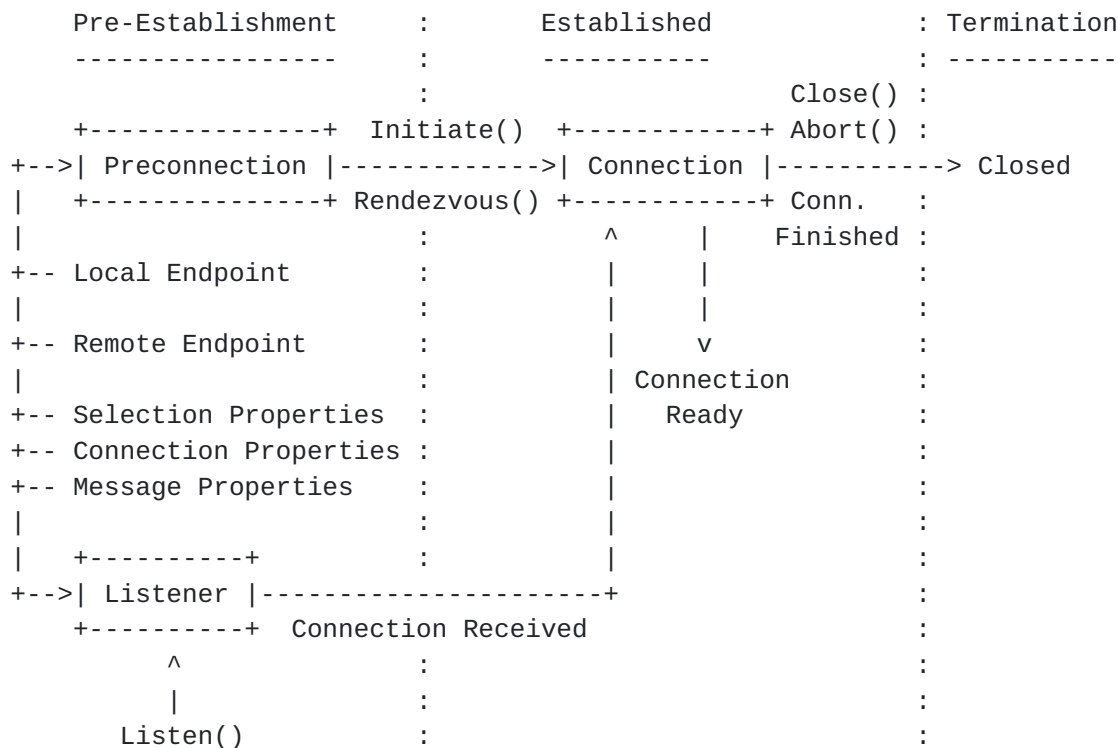 Pre-Establishment     :       Established             : Termination
    -----------------     :       -----------             : -----------
                          :                       Close() :
    +---------------+  Initiate()  +------------+ Abort() :
+-->| Preconnection |------------->| Connection |-----------> Closed
|   +---------------+ Rendezvous() +------------+ Conn.   :
|                         :           ^     |    Finished :
+-- Local Endpoint        :           |     |             :
|                         :           |     |             :
+-- Remote Endpoint       :           |     v             :
|                         :           | Connection        :
+-- Selection Properties  :           |   Ready           :
+-- Connection Properties :           |                   :
+-- Message Properties    :           |                   :
|                         :           |                   :
|   +----------+          :           |                   :
+-->| Listener |----------------------+                   :
    +----------+  Connection Received                     :
          ^               :                               :
          |               :                               :
       Listen()           :                               :